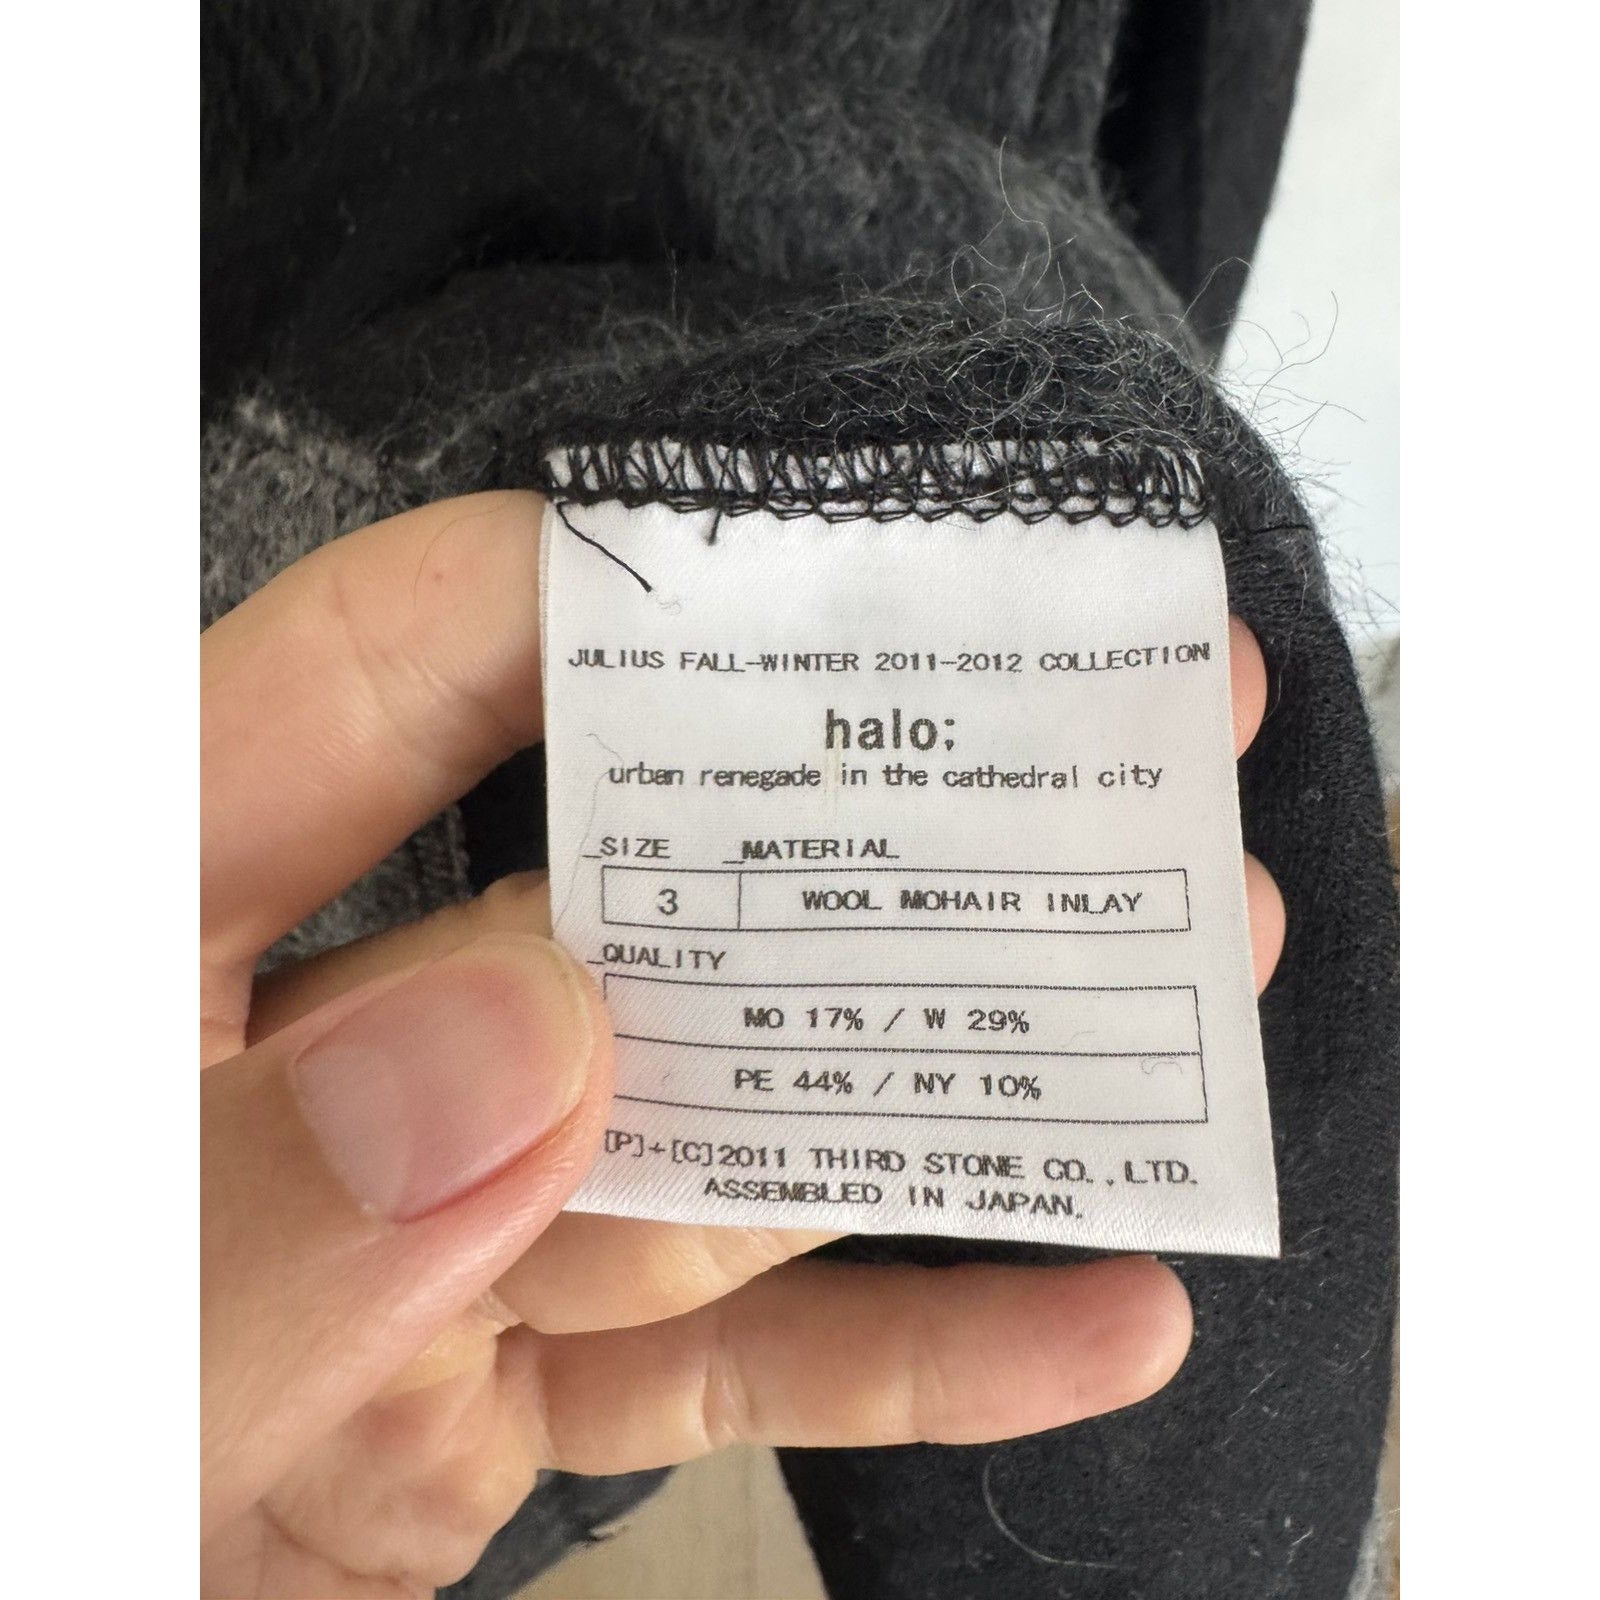 JULIUS FALL-WINTER 2011-2012 COLLECTION
halo;
urban renegade in the cathedral city
_SIZE _MATERIAL
3 WOOL MOHAIR INLAY
_QUALITY
MO 17% / W 29%
PE 44% / NY 10%
[P]+[C]2011 THIRD STONE CO.,LTD.
ASSEMBLED IN JAPAN.